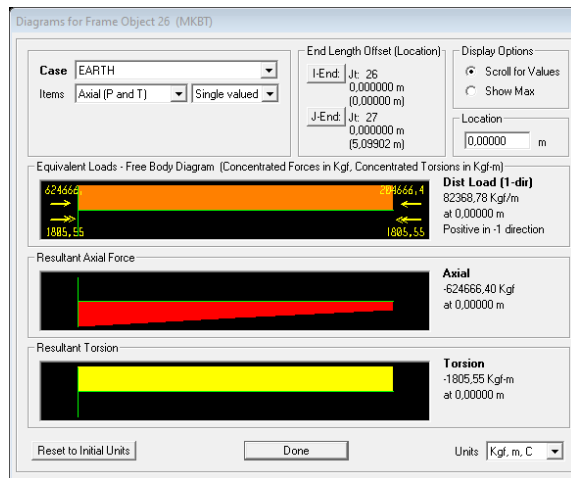 Diagrams for Frame Object 26 (MKBT)
Case EARTH
Items Axial (P and T) Single valued
End Length Offset (Location)
I-End: Jt: 26
0,000000 m
(0,00000 m)
J-End: Jt: 27
0,000000 m
(5,09902 m)
Display Options
Scroll for Values
Show Max
Location
0,00000 m
Equivalent Loads - Free Body Diagram (Concentrated Forces in Kgf, Concentrated Torsions in Kgf-m)
624666, 204666,4
1805,55 1805,55
Dist Load (1-dir)
82368,78 Kgf/m
at 0,00000 m
Positive in -1 direction
Resultant Axial Force
Axial
-624666,40 Kgf
at 0,00000 m
Resultant Torsion
Torsion
-1805,55 Kgf-m
at 0,00000 m
Reset to Initial Units Done Units Kgf, m, C